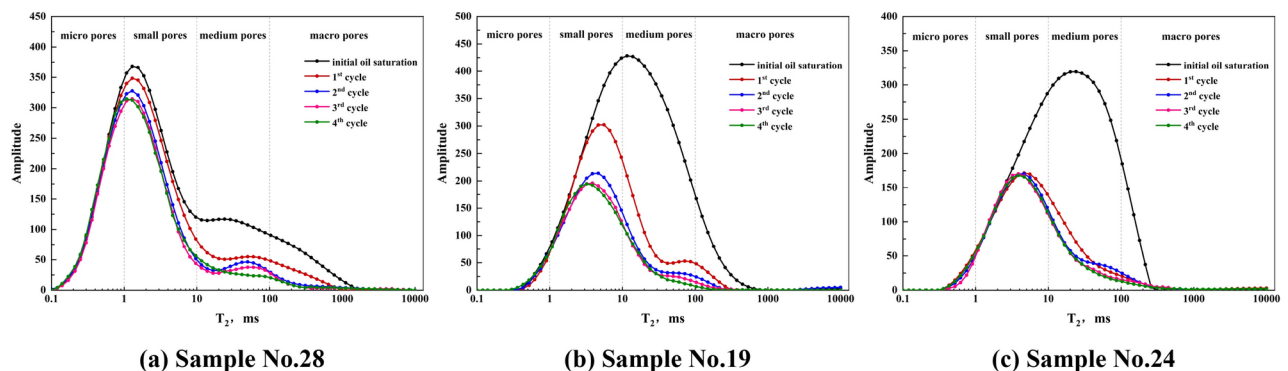 450
400
350
300
250
200
150
100
50
0
Amplitude
micro pores small pores medium pores macro pores
initial oil saturation
1st cycle
2nd cycle
3rd cycle
4th cycle
0.1 1 10 100 1000 10000
T2, ms
(a) Sample No.28
500
450
400
350
300
250
200
150
100
50
0
Amplitude
micro pores small pores medium pores macro pores
initial oil saturation
1st cycle
2nd cycle
3rd cycle
4th cycle
0.1 1 10 100 1000 10000
T2, ms
(b) Sample No.19
400
350
300
250
200
150
100
50
0
Amplitude
micro pores small pores medium pores macro pores
initial oil saturation
1st cycle
2nd cycle
3rd cycle
4th cycle
0.1 1 10 100 1000 10000
T2, ms
(c) Sample No.24